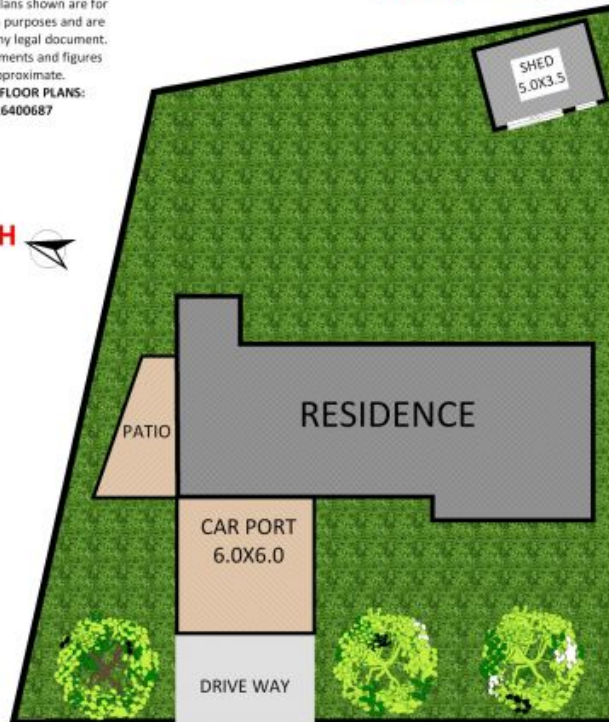 lans shown are for
purposes and are
ny legal document.
ments and figures
pproximate.
FLOOR PLANS:
6400687
SHED
5.0X3.5
H
RESIDENCE
PATIO
CAR PORT
6.0X6.0
DRIVE WAY